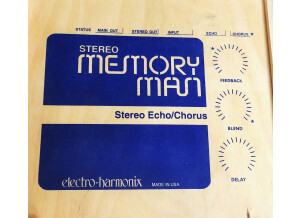 STATUS MAIN OUT STEREO OUT INPUT ECHO CHORUS
STEREO
MEMORY
MAN
FEEDBACK
Stereo Echo/Chorus
BLEND
electro-harmonix
MADE IN USA
DELAY